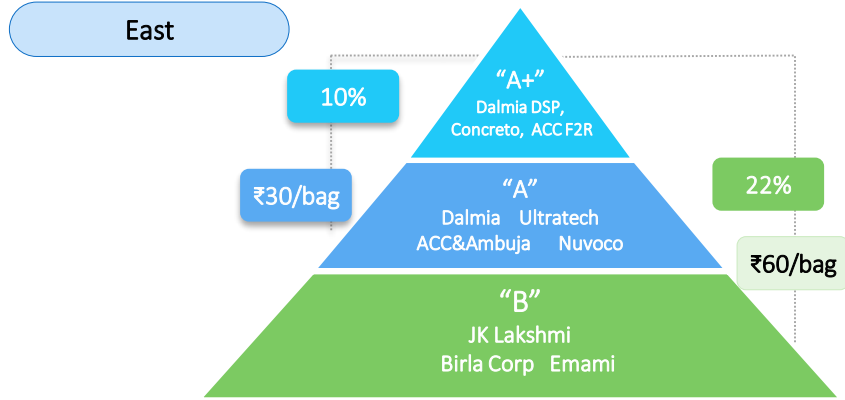 East
“A+”
Dalmia DSP,
Concreto, ACC F2R
10%
₹30/bag
“A”
Dalmia Ultratech
ACC&Ambuja Nuvoco
22%
₹60/bag
“B”
JK Lakshmi
Birla Corp Emami